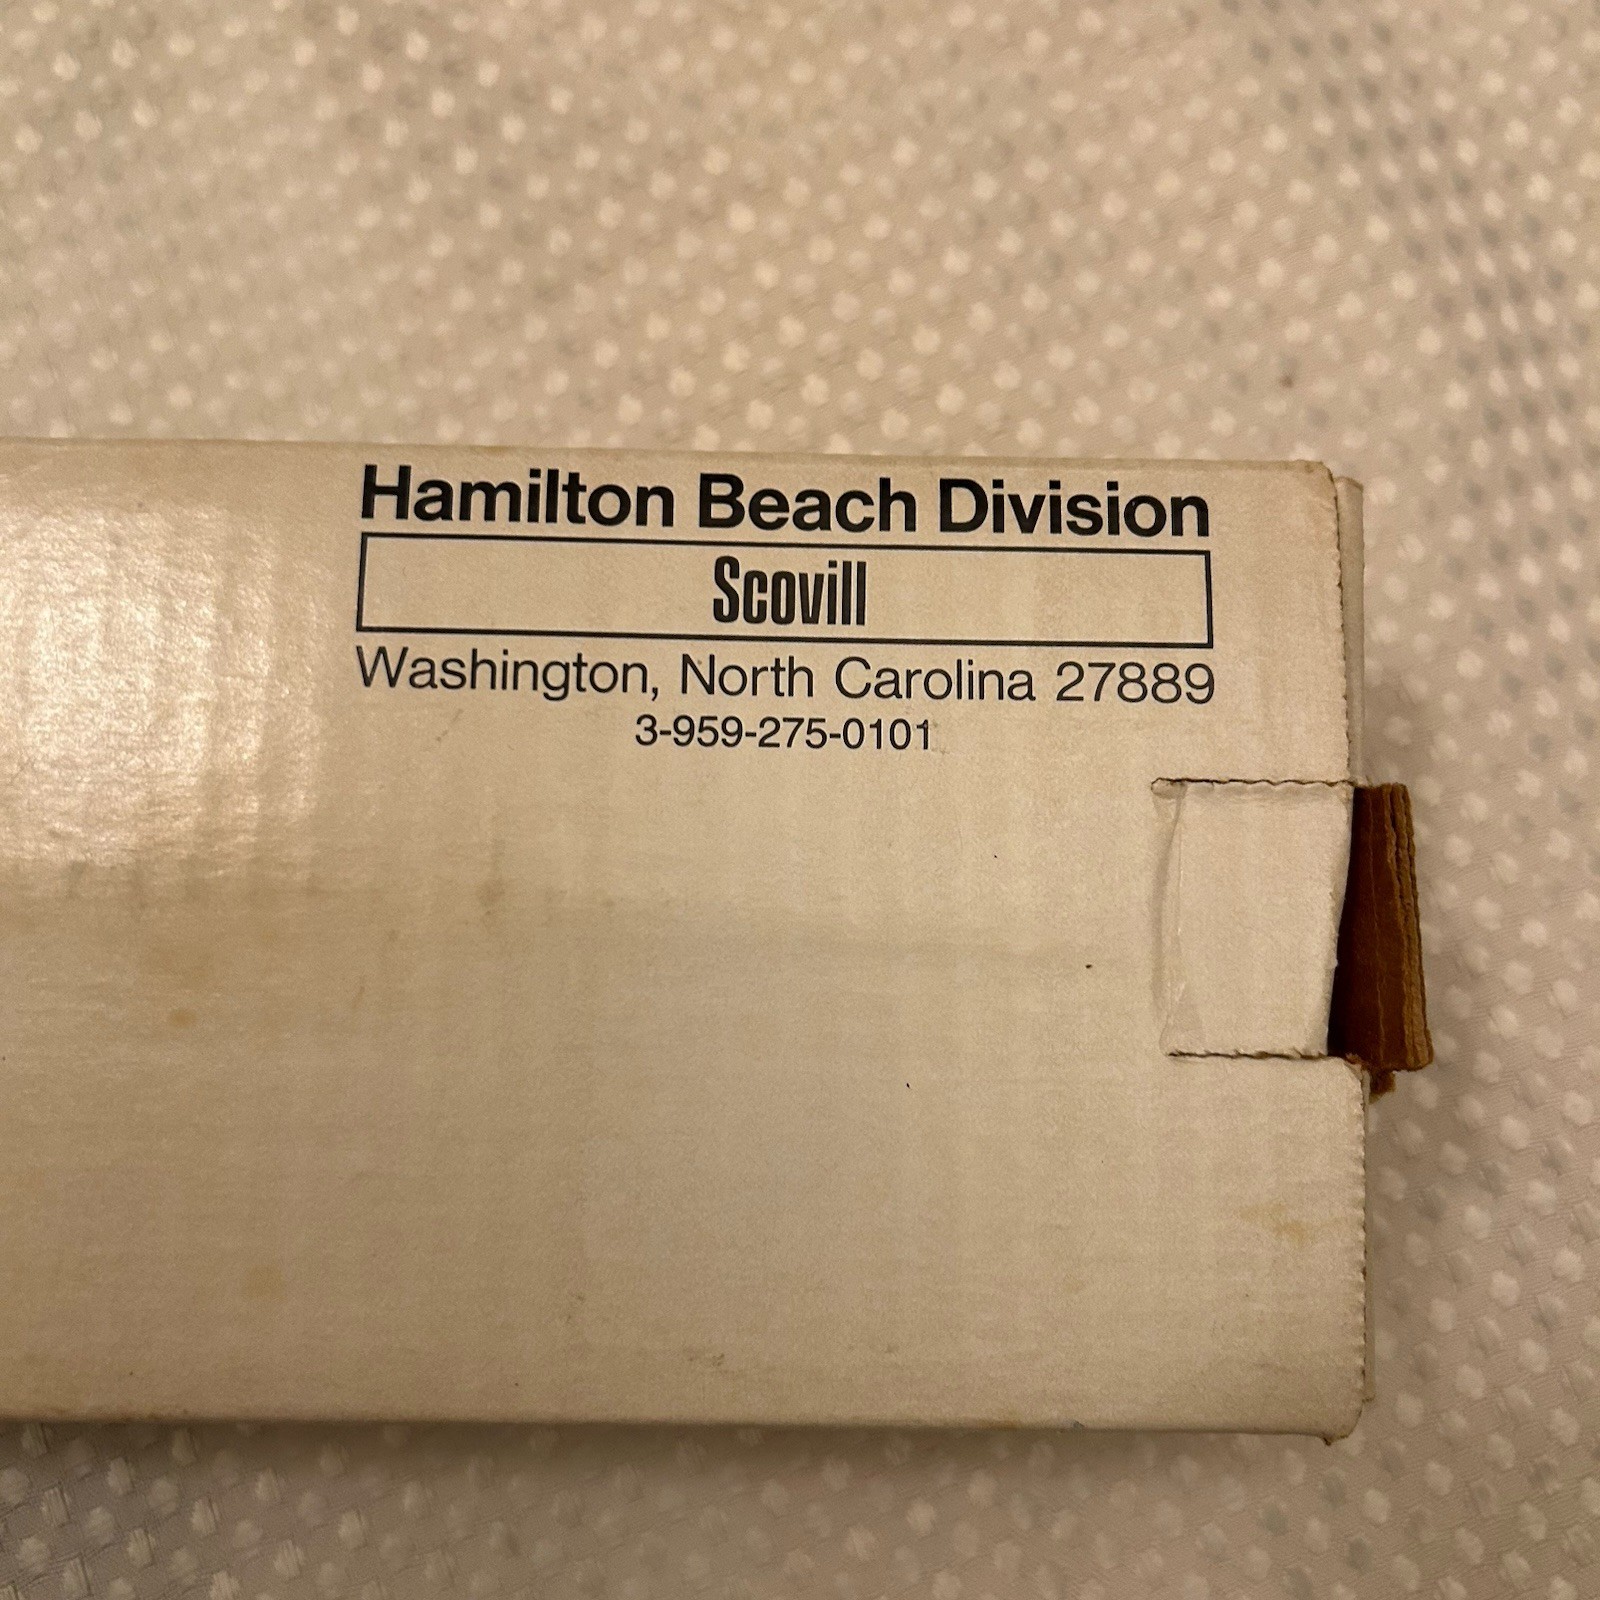 Hamilton Beach Division
Scovill
Washington, North Carolina 27889
3-959-275-0101